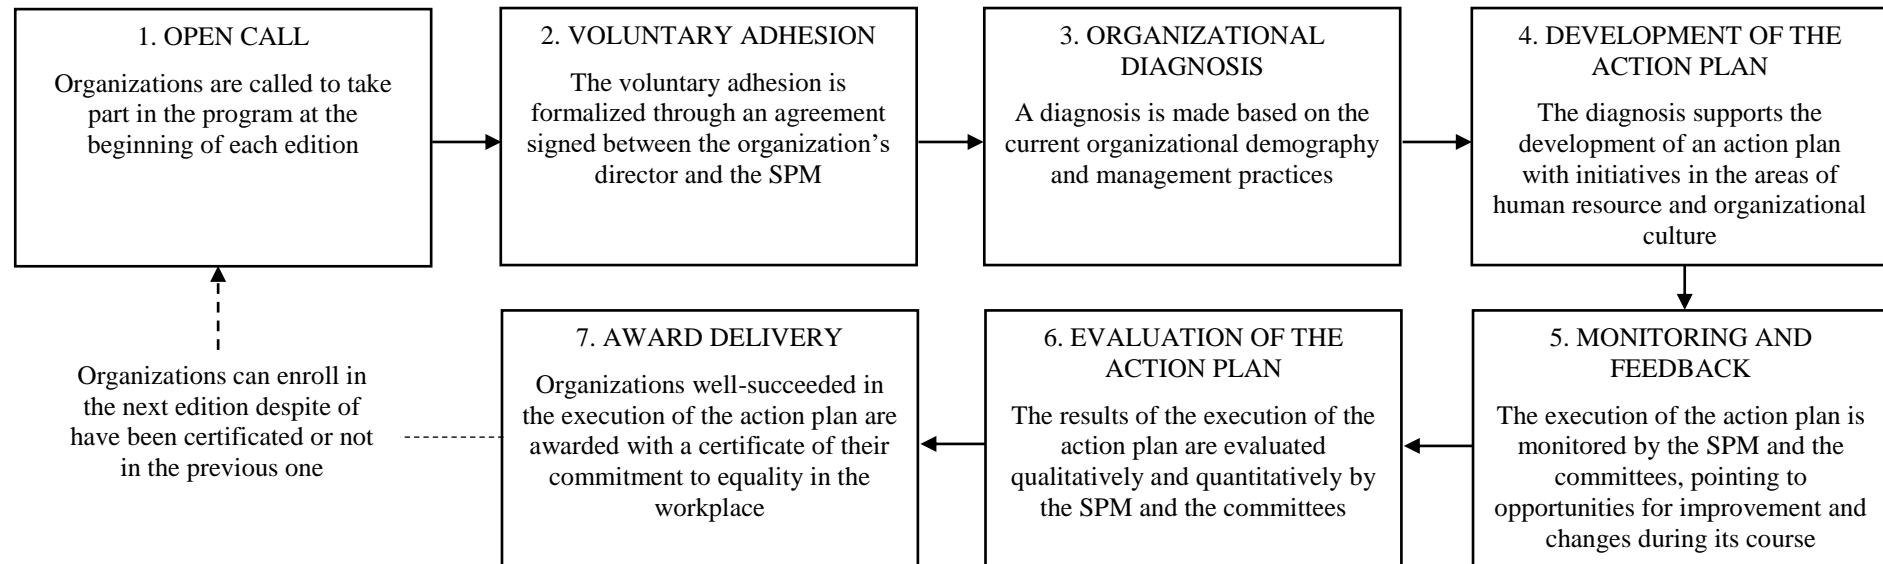 1. OPEN CALL
Organizations are called to take
part in the program at the
beginning of each edition
2. VOLUNTARY ADHESION
The voluntary adhesion is
formalized through an agreement
signed between the organization’s
director and the SPM
3. ORGANIZATIONAL
DIAGNOSIS
A diagnosis is made based on the
current organizational demography
and management practices
4. DEVELOPMENT OF THE
ACTION PLAN
The diagnosis supports the
development of an action plan
with initiatives in the areas of
human resource and organizational
culture
5. MONITORING AND
FEEDBACK
The execution of the action plan is
monitored by the SPM and the
committees, pointing to
opportunities for improvement and
changes during its course
6. EVALUATION OF THE
ACTION PLAN
The results of the execution of the
action plan are evaluated
qualitatively and quantitatively by
the SPM and the committees
7. AWARD DELIVERY
Organizations well-succeeded in
the execution of the action plan are
awarded with a certificate of their
commitment to equality in the
workplace
Organizations can enroll in
the next edition despite of
have been certificated or not
in the previous one